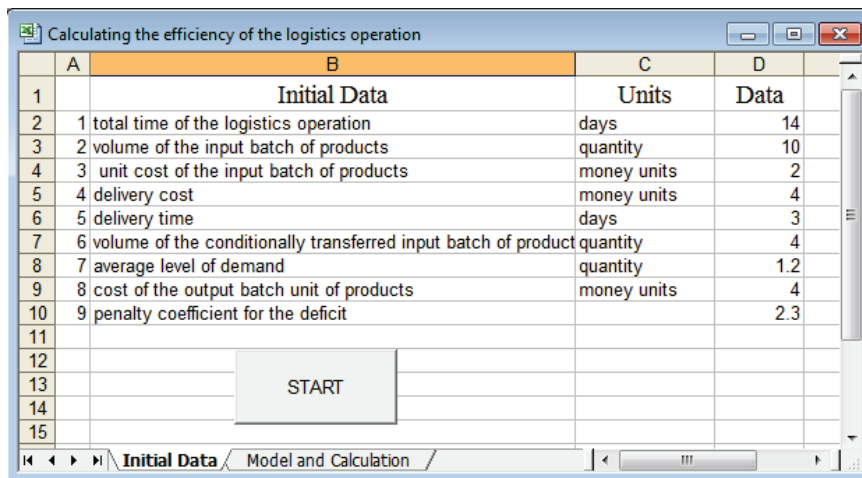 Calculating the efficiency of the logistics operation
A B C D
1 Initial Data Units Data
2 1 total time of the logistics operation days 14
3 2 volume of the input batch of products quantity 10
4 3 unit cost of the input batch of products money units 2
5 4 delivery cost money units 4
6 5 delivery time days 3
7 6 volume of the conditionally transferred input batch of product quantity 4
8 7 average level of demand quantity 1.2
9 8 cost of the output batch unit of products money units 4
10 9 penalty coefficient for the deficit 2.3
11
12
13 START
14
15
Initial Data Model and Calculation